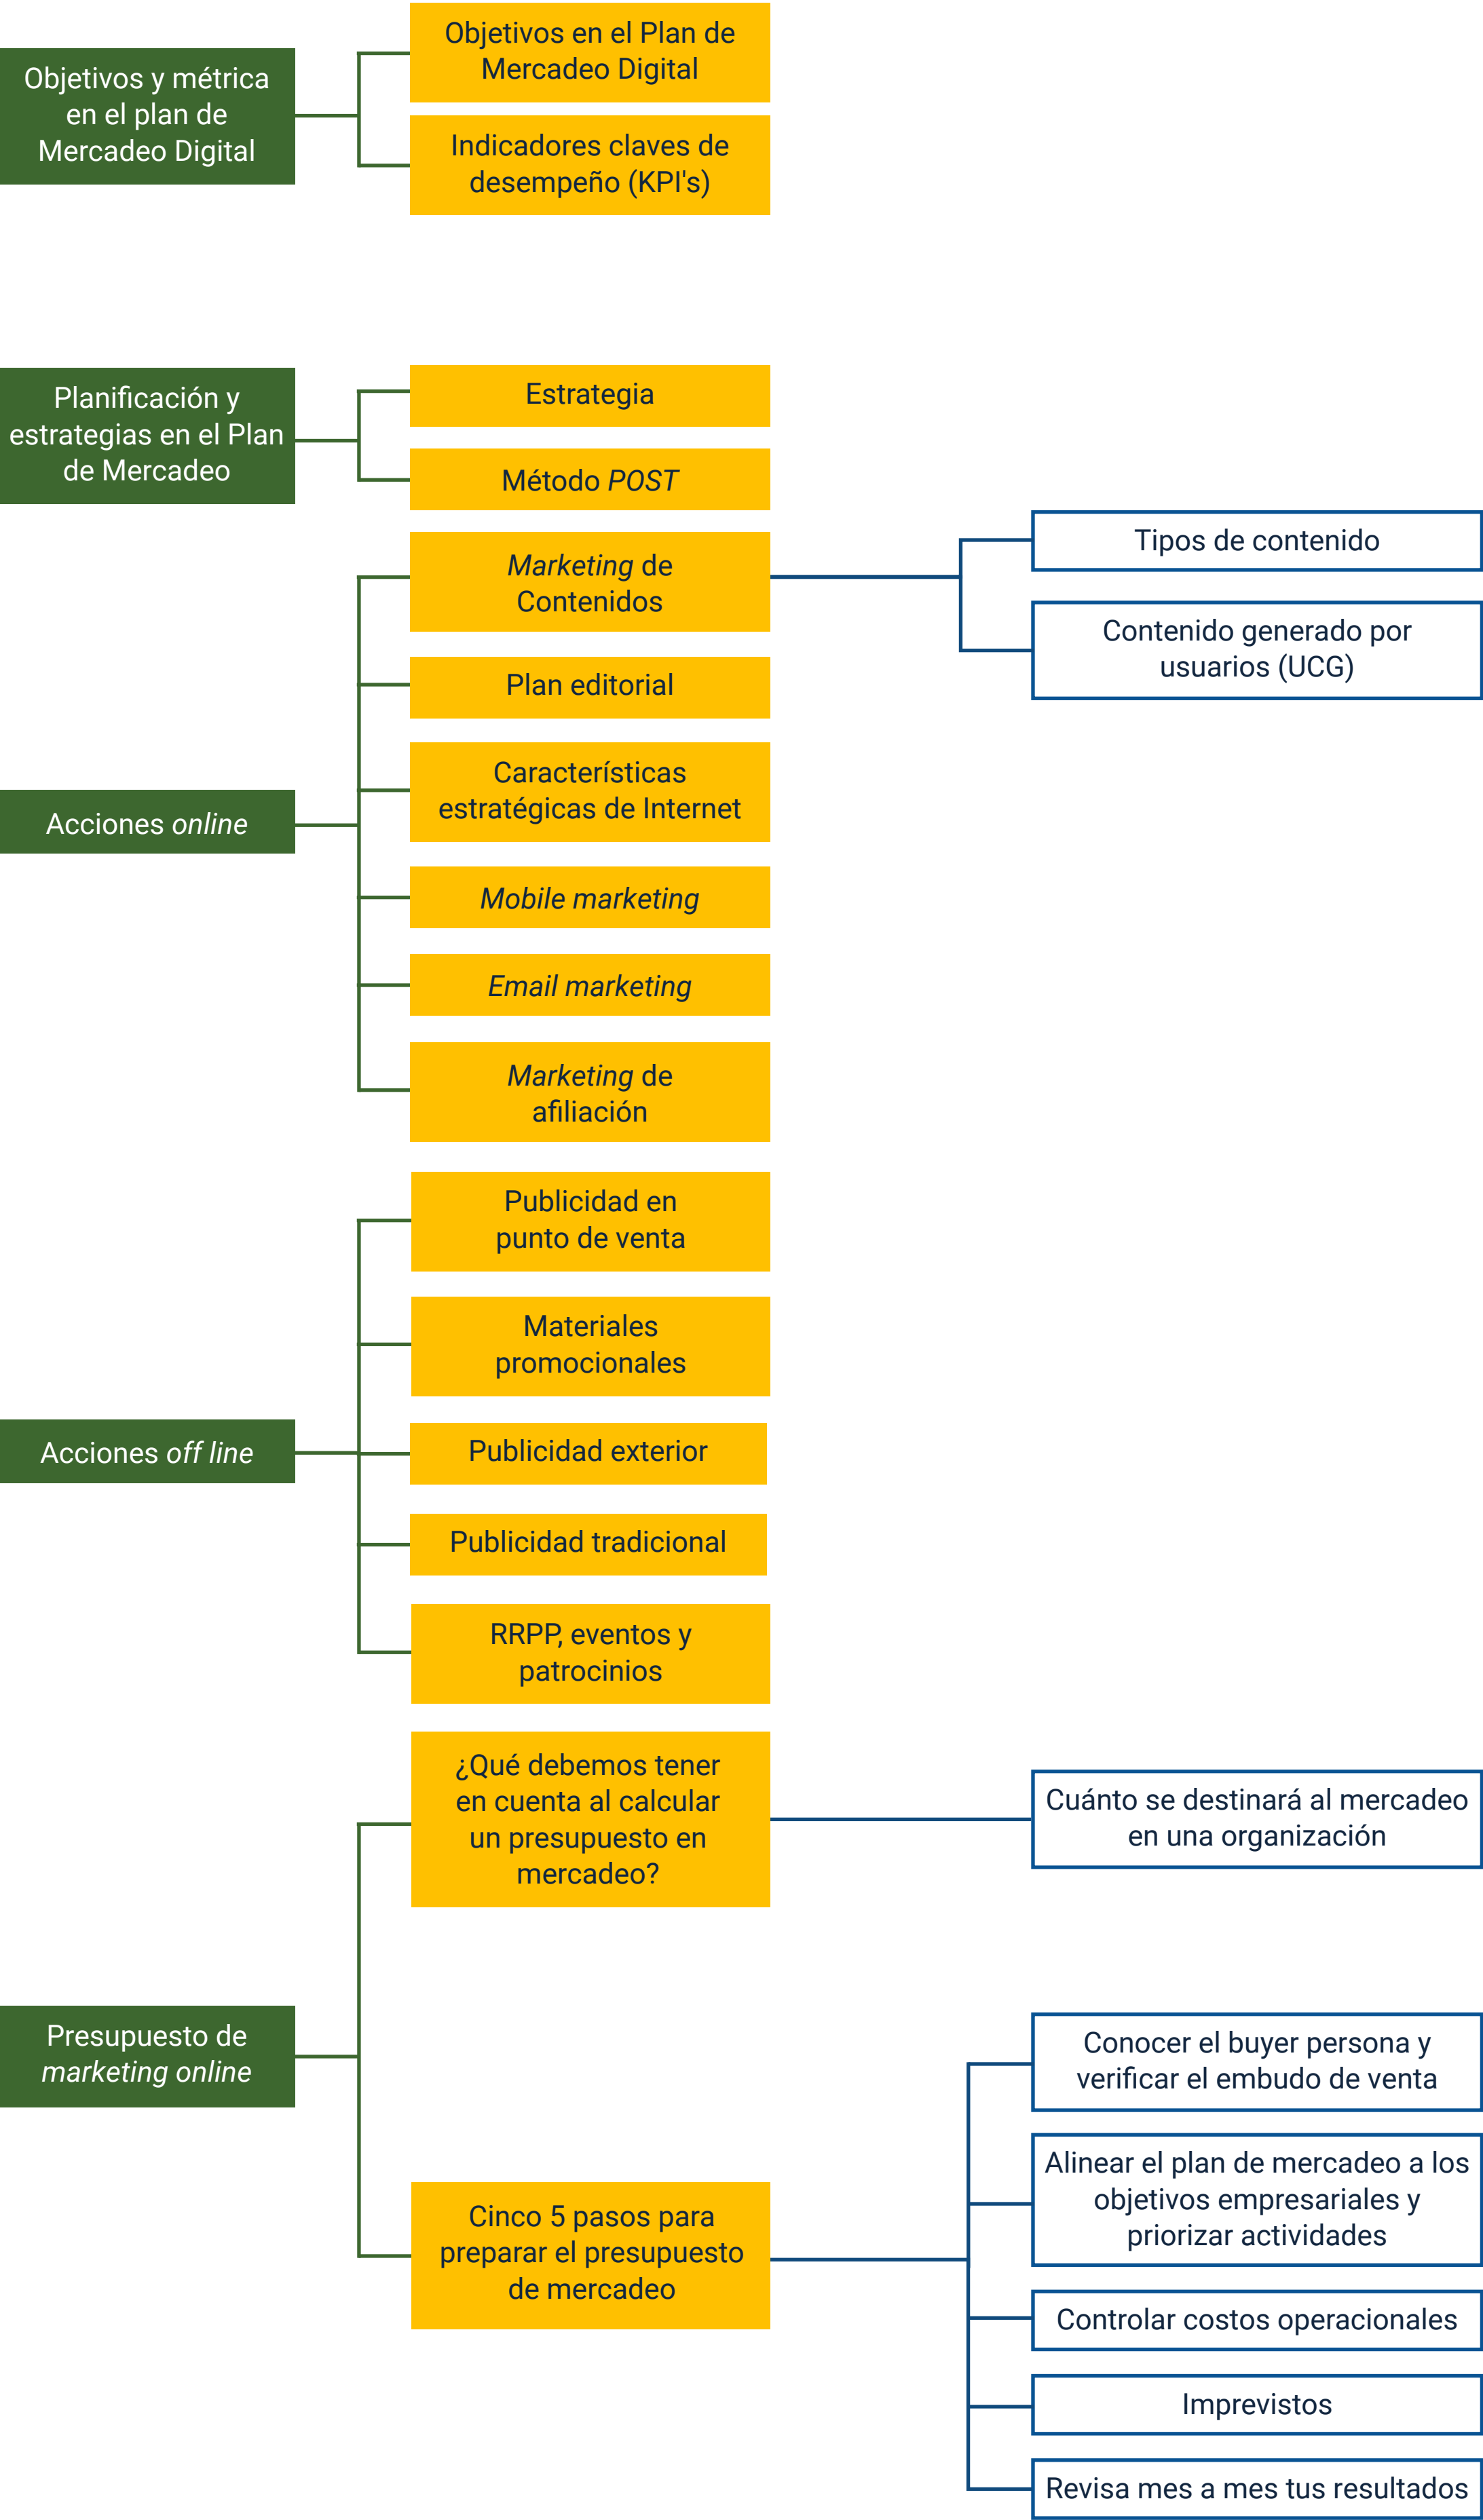 Objetivos y métrica
en el plan de
Mercadeo Digital
Objetivos en el Plan de
Mercadeo Digital
Indicadores claves de
desempeño (KPI's)
Planificación y
estrategias en el Plan
de Mercadeo
Estrategia
Método POST
Acciones online
Marketing de
Contenidos
Tipos de contenido
Contenido generado por
usuarios (UCG)
Plan editorial
Características
estratégicas de Internet
Mobile marketing
Email marketing
Marketing de
afiliación
Acciones off line
Publicidad en
punto de venta
Materiales
promocionales
Publicidad exterior
Publicidad tradicional
RRPP, eventos y
patrocinios
Presupuesto de
marketing online
¿Qué debemos tener
en cuenta al calcular
un presupuesto en
mercadeo?
Cuánto se destinará al mercadeo
en una organización
Cinco 5 pasos para
preparar el presupuesto
de mercadeo
Conocer el buyer persona y
verificar el embudo de venta
Alinear el plan de mercadeo a los
objetivos empresariales y
priorizar actividades
Controlar costos operacionales
Imprevistos
Revisa mes a mes tus resultados